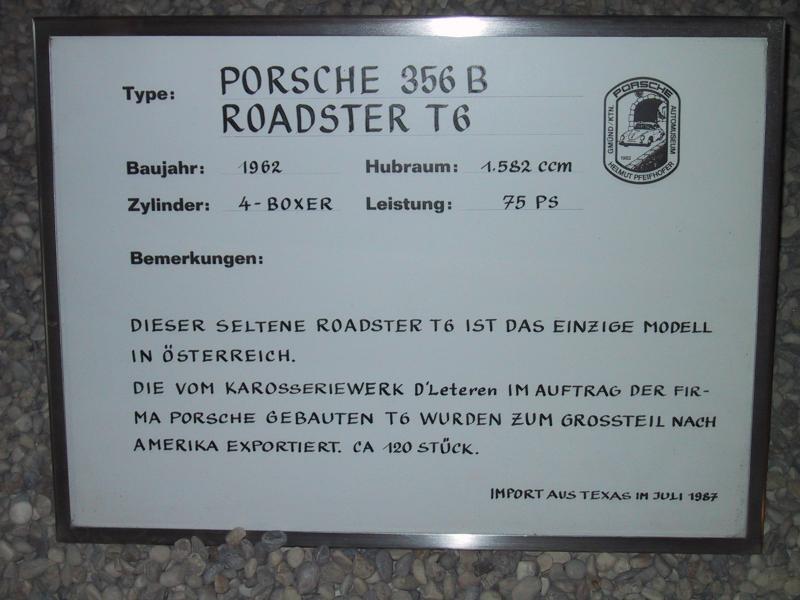 Type: PORSCHE 356 B
ROADSTER T6
Baujahr: 1962 Hubraum: 1.582 ccm
Zylinder: 4-BOXER Leistung: 75 PS
PORSCHE
GMÜND/KTN.
AUTOMUSEUM
1982
HELMUT PFEIFHOFER
Bemerkungen:
DIESER SELTENE ROADSTER T6 IST DAS EINZIGE MODELL
IN ÖSTERREICH.
DIE VOM KAROSSERIEWERK D'Leteren IM AUFTRAG DER FIR-
MA PORSCHE GEBAUTEN T6 WURDEN ZUM GROSSTEIL NACH
AMERIKA EXPORTIERT. CA 120 STÜCK.
IMPORT AUS TEXAS IM JULI 1987